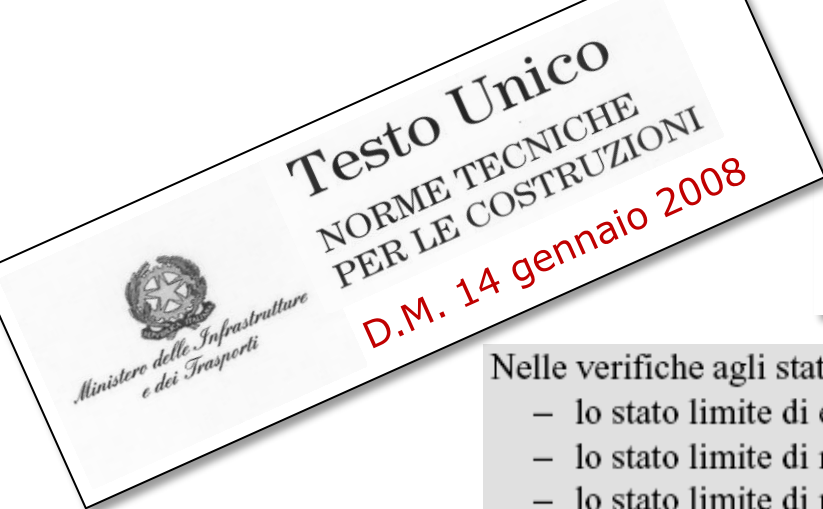 Testo Unico
NORME TECNICHE
PER LE COSTRUZIONI
D.M. 14 gennaio 2008
Ministero delle Infrastrutture
e dei Trasporti
Nelle verifiche agli stat
– lo stato limite di
– lo stato limite di
– lo stato limite di